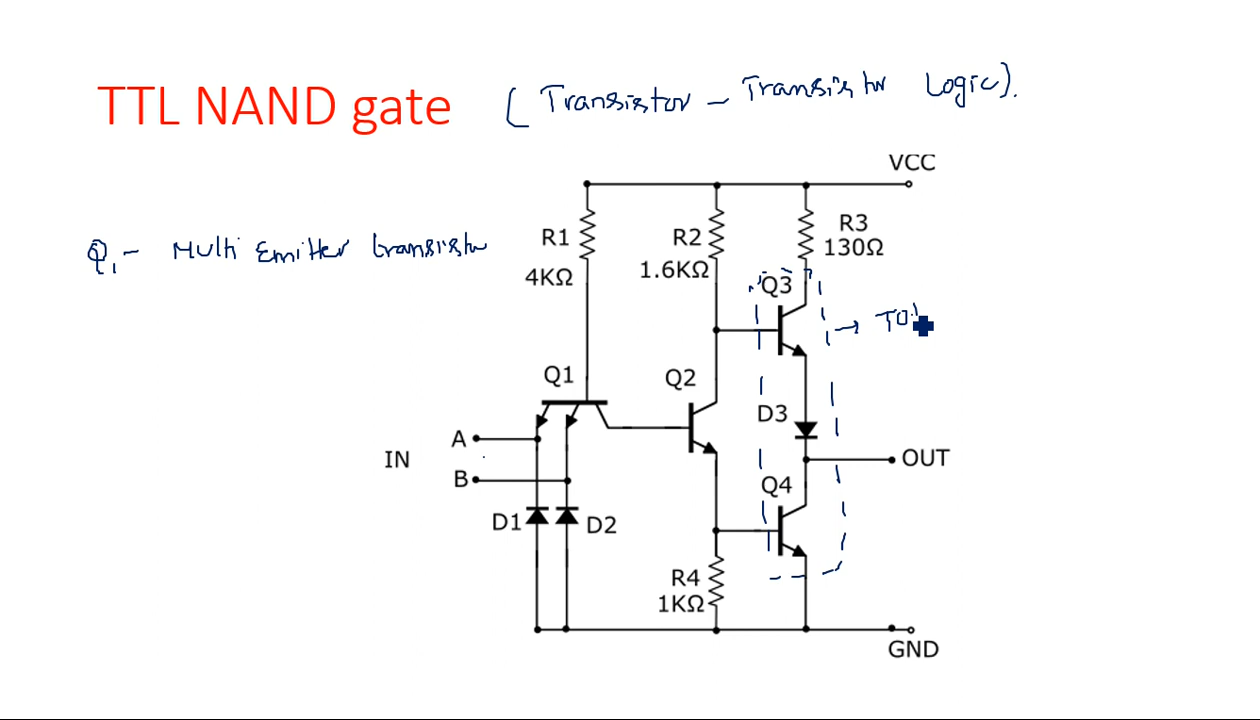 TTL NAND gate (Transistor - Transistor Logic).
VCC
Q1 - Multi Emitter transistor
R1
4KΩ
R2
1.6KΩ
R3
130Ω
Q3
Q1
Q2
D3
A
IN
B
OUT
Q4
D1
D2
R4
1KΩ
GND